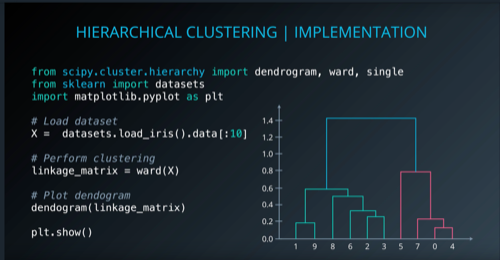 HIERARCHICAL CLUSTERING | IMPLEMENTATION
from scipy.cluster.hierarchy import dendrogram, ward, single
from sklearn import datasets
import matplotlib.pyplot as plt
# Load dataset
X =  datasets.load_iris().data[:10]
# Perform clustering
linkage_matrix = ward(X)
# Plot dendogram
dendogram(linkage_matrix)
plt.show()
1.4
1.2
1.0
0.8
0.6
0.4
0.2
0.0
1 9 8 6 2 3 5 7 0 4